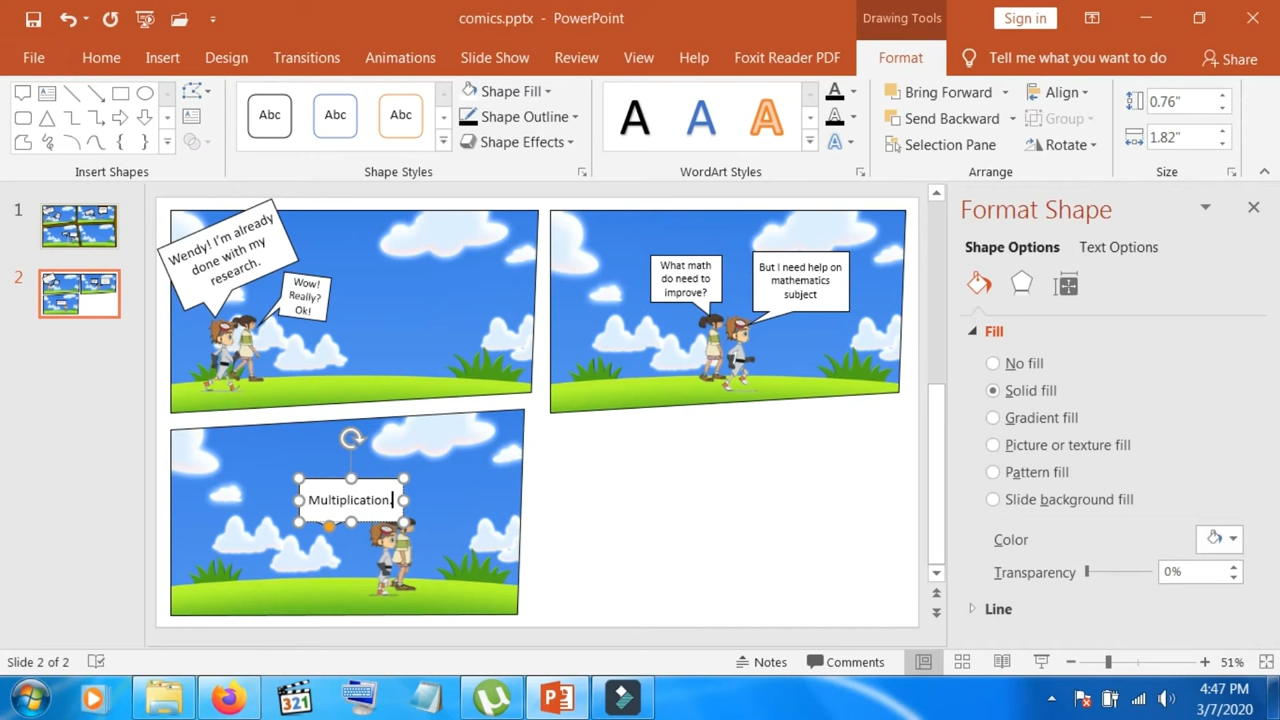 comics.pptx - PowerPoint
Drawing Tools
Sign in
File Home Insert Design Transitions Animations Slide Show Review View Help Foxit Reader PDF Format Tell me what you want to do Share
Abc Abc Abc
Shape Fill
Shape Outline
Shape Effects
A A A
Bring Forward
Send Backward
Selection Pane
Align
Group
Rotate
0.76"
1.82"
Insert Shapes Shape Styles WordArt Styles Arrange Size
1
2
Wendy! I'm already
done with my
research.
Wow!
Really?
Ok!
What math
do need to
improve?
But I need help on
mathematics
subject
Multiplication.
Format Shape
Shape Options Text Options
Fill
No fill
Solid fill
Gradient fill
Picture or texture fill
Pattern fill
Slide background fill
Color
Transparency 0%
Line
Slide 2 of 2
Notes Comments 51%
321
4:47 PM
3/7/2020